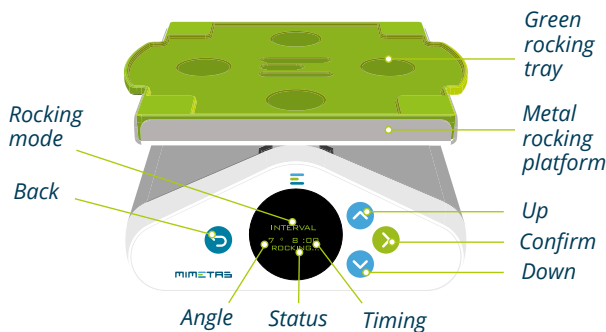 Green
rocking
tray
Rocking
mode
Metal
rocking
platform
Back
Up
INTERVAL
Confirm
7 ° 8 :00
ROCKING...
Down
MIMETAS
Angle
Status
Timing